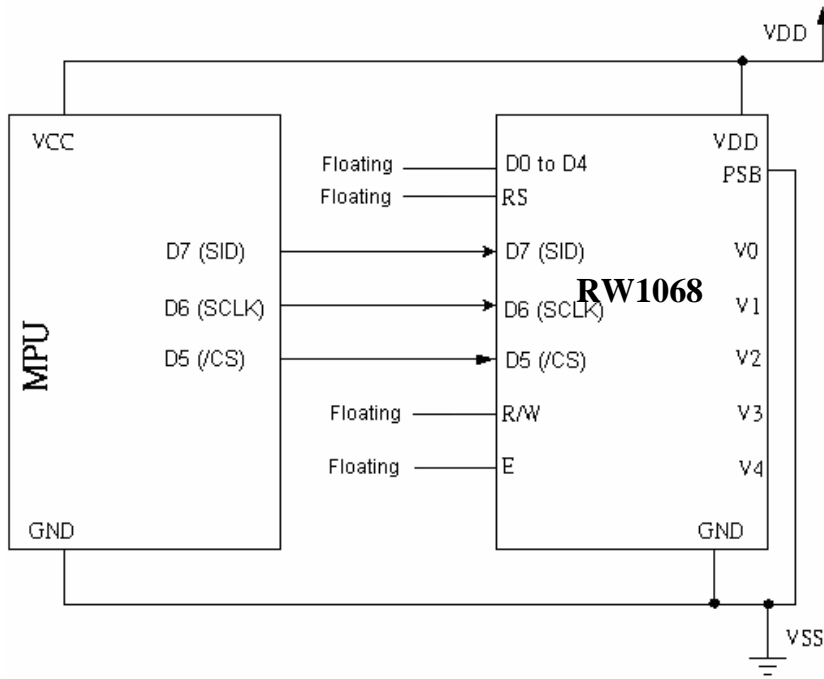 VDD
VCC
VDD
PSB
Floating
D0 to D4
Floating
RS
D7 (SID)
D7 (SID)
V0
RW1068
D6 (SCLK)
D6 (SCLK)
V1
MPU
D5 (/CS)
D5 (/CS)
V2
Floating
R/W
V3
Floating
E
V4
GND
GND
VSS